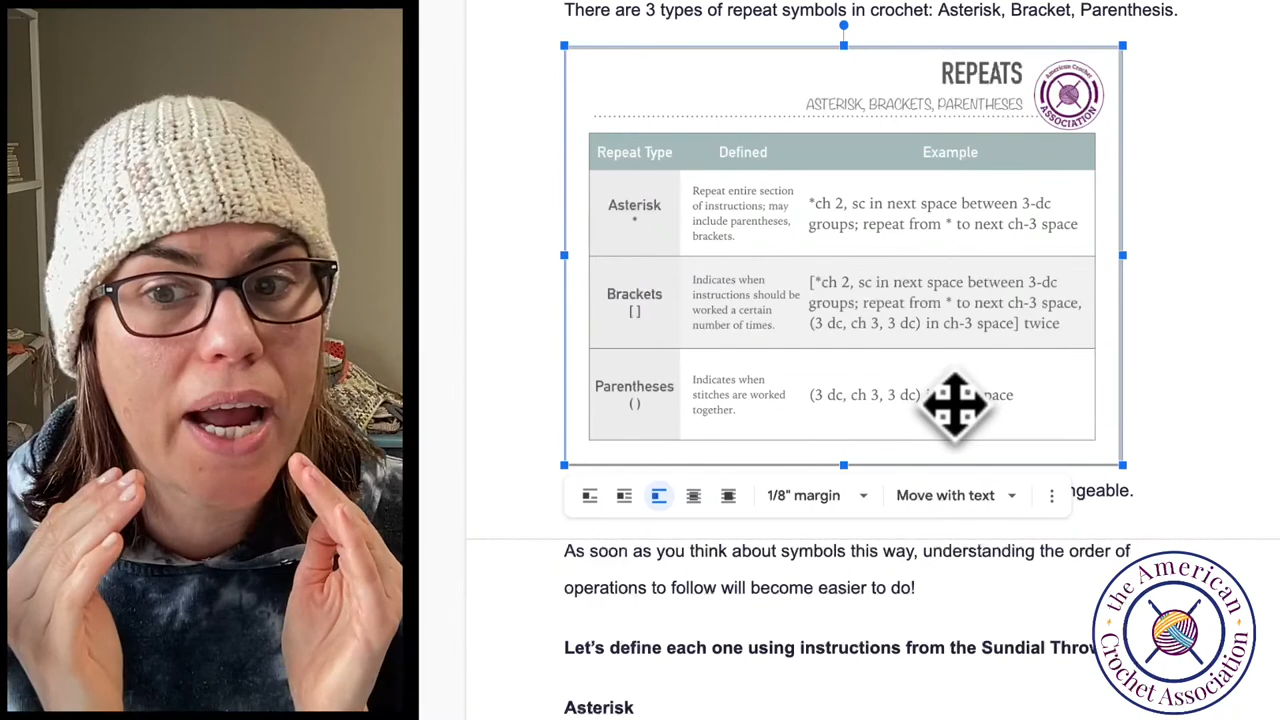 There are 3 types of repeat symbols in crochet: Asterisk, Bracket, Parenthesis.
REPEATS
ASTERISK, BRACKETS, PARENTHESES
American Crochet
ASSOCIATION
Repeat Type Defined Example
Asterisk
*
Repeat entire section
of instructions; may
include parentheses,
brackets.
*ch 2, sc in next space between 3-dc
groups; repeat from * to next ch-3 space
Brackets
[ ]
Indicates when
instructions should be
worked a certain
number of times.
[*ch 2, sc in next space between 3-dc
groups; repeat from * to next ch-3 space,
(3 dc, ch 3, 3 dc) in ch-3 space] twice
Parentheses
( )
Indicates when
stitches are worked
together.
(3 dc, ch 3, 3 dc)
1/8" margin
Move with text
As soon as you think about symbols this way, understanding the order of
operations to follow will become easier to do!
Let's define each one using instructions from the Sundial
Asterisk
the American
Crochet Association